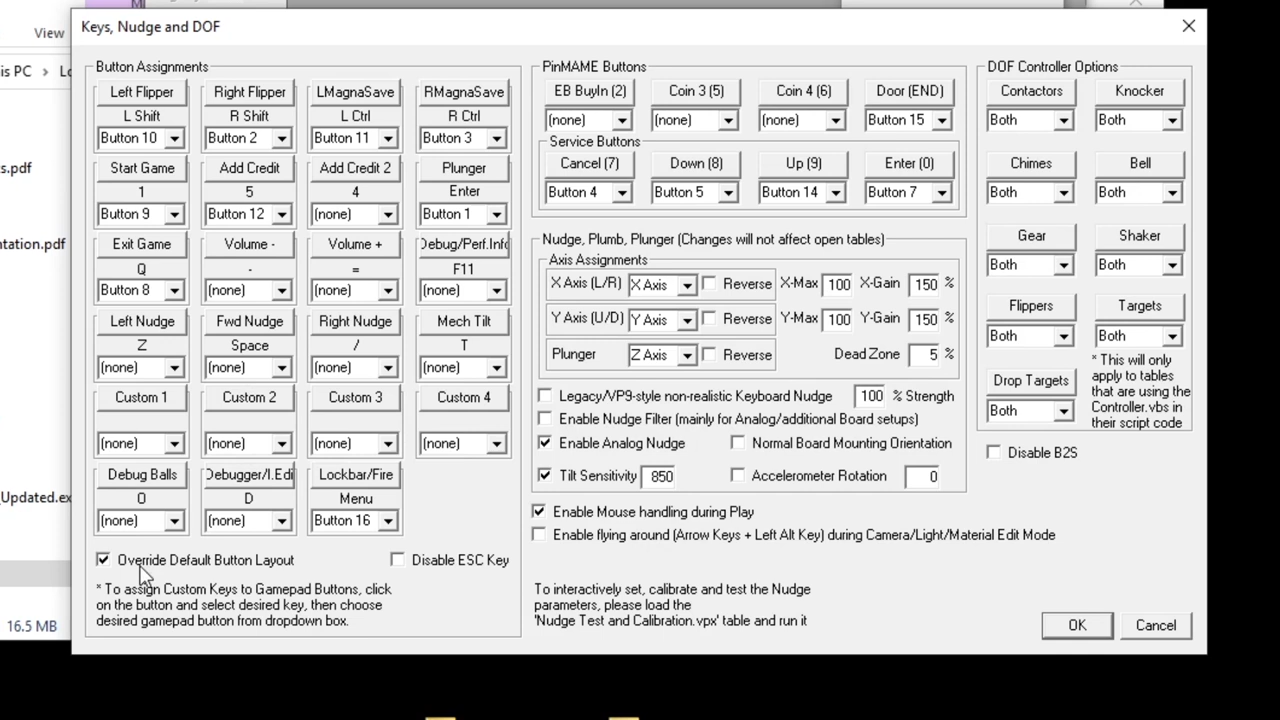 View
is PC > Lo
s.pdf
ntation.pdf
_Updated.ex
16.5 MB
Keys, Nudge and DOF
Button Assignments
Left Flipper Right Flipper LMagnaSave RMagnaSave
L Shift R Shift L Ctrl R Ctrl
Button 10 Button 2 Button 11 Button 3
Start Game Add Credit Add Credit 2 Plunger
1 5 4 Enter
Button 9 Button 12 (none) Button 1
Exit Game Volume - Volume + Debug/Perf.Info
Q - = F11
Button 8 (none) (none) (none)
Left Nudge Fwd Nudge Right Nudge Mech Tilt
Z Space / T
(none) (none) (none) (none)
Custom 1 Custom 2 Custom 3 Custom 4
(none) (none) (none) (none)
Debug Balls Debugger/I.Edi Lockbar/Fire
O D Menu
(none) (none) Button 16
Override Default Button Layout Disable ESC Key
* To assign Custom Keys to Gamepad Buttons, click
on the button and select desired key, then choose
desired gamepad button from dropdown box.
PinMAME Buttons
EB BuyIn (2) Coin 3 (5) Coin 4 (6) Door (END)
(none) (none) (none) Button 15
Service Buttons
Cancel (7) Down (8) Up (9) Enter (0)
Button 4 Button 5 Button 14 Button 7
Nudge, Plumb, Plunger (Changes will not affect open tables)
Axis Assignments
X Axis (L/R) X Axis Reverse X-Max 100 X-Gain 150 %
Y Axis (U/D) Y Axis Reverse Y-Max 100 Y-Gain 150 %
Plunger Z Axis Reverse Dead Zone 5 %
Legacy/VP9-style non-realistic Keyboard Nudge 100 % Strength
Enable Nudge Filter (mainly for Analog/additional Board setups)
Enable Analog Nudge Normal Board Mounting Orientation
Tilt Sensitivity 850 Accelerometer Rotation 0
Enable Mouse handling during Play
Enable flying around (Arrow Keys + Left Alt Key) during Camera/Light/Material Edit Mode
To interactively set, calibrate and test the Nudge
parameters, please load the
'Nudge Test and Calibration.vpx' table and run it
DOF Controller Options
Contactors Knocker
Both Both
Chimes Bell
Both Both
Gear Shaker
Both Both
Flippers Targets
Both Both
Drop Targets
Both
* This will only
apply to tables
that are using the
Controller.vbs in
their script code
Disable B2S
OK Cancel